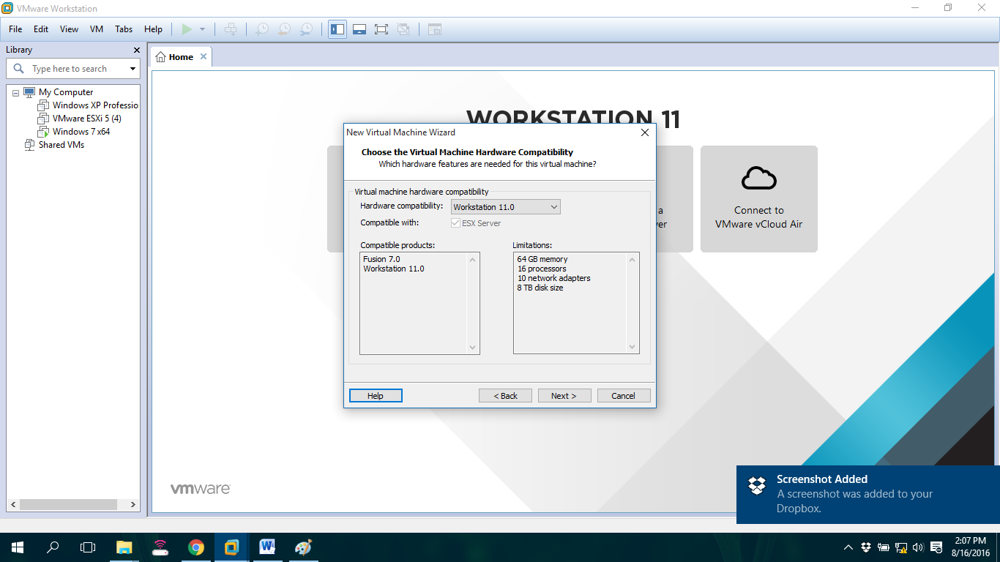 VMware Workstation
File Edit View VM Tabs Help
Library
Type here to search
My Computer
Windows XP Professio
VMware ESXi 5 (4)
Windows 7 x64
Shared VMs
Home
WORKSTATION 11
New Virtual Machine Wizard
Choose the Virtual Machine Hardware Compatibility
Which hardware features are needed for this virtual machine?
Virtual machine hardware compatibility
Hardware compatibility: Workstation 11.0
Compatible with: ESX Server
Compatible products:
Fusion 7.0
Workstation 11.0
Limitations:
64 GB memory
16 processors
10 network adapters
8 TB disk size
Help < Back Next > Cancel
a
ver
Connect to
VMware vCloud Air
vmware
Screenshot Added
A screenshot was added to your
Dropbox.
2:07 PM
8/16/2016